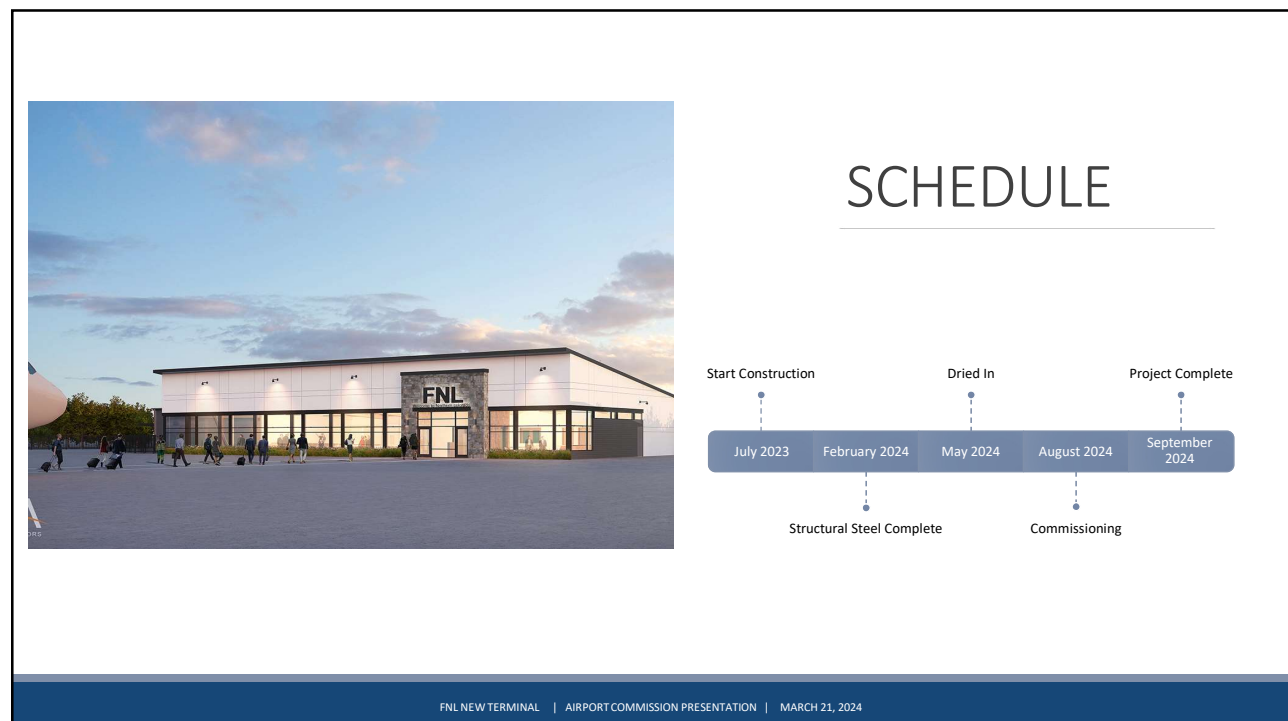 SCHEDULE
FNL
Start Construction
Dried In
Project Complete
July 2023
February 2024
May 2024
August 2024
September
2024
Structural Steel Complete
Commissioning
FNL NEW TERMINAL | AIRPORT COMMISSION PRESENTATION | MARCH 21, 2024